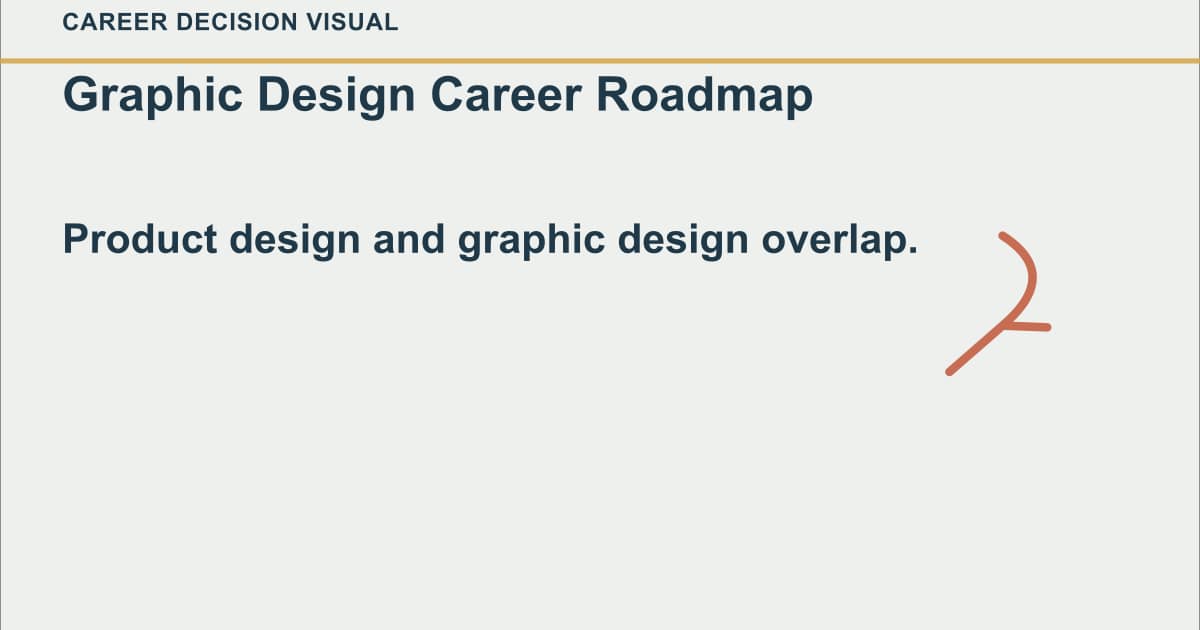 CAREER DECISION VISUAL
Graphic Design Career Roadmap
Product design and graphic design overlap.